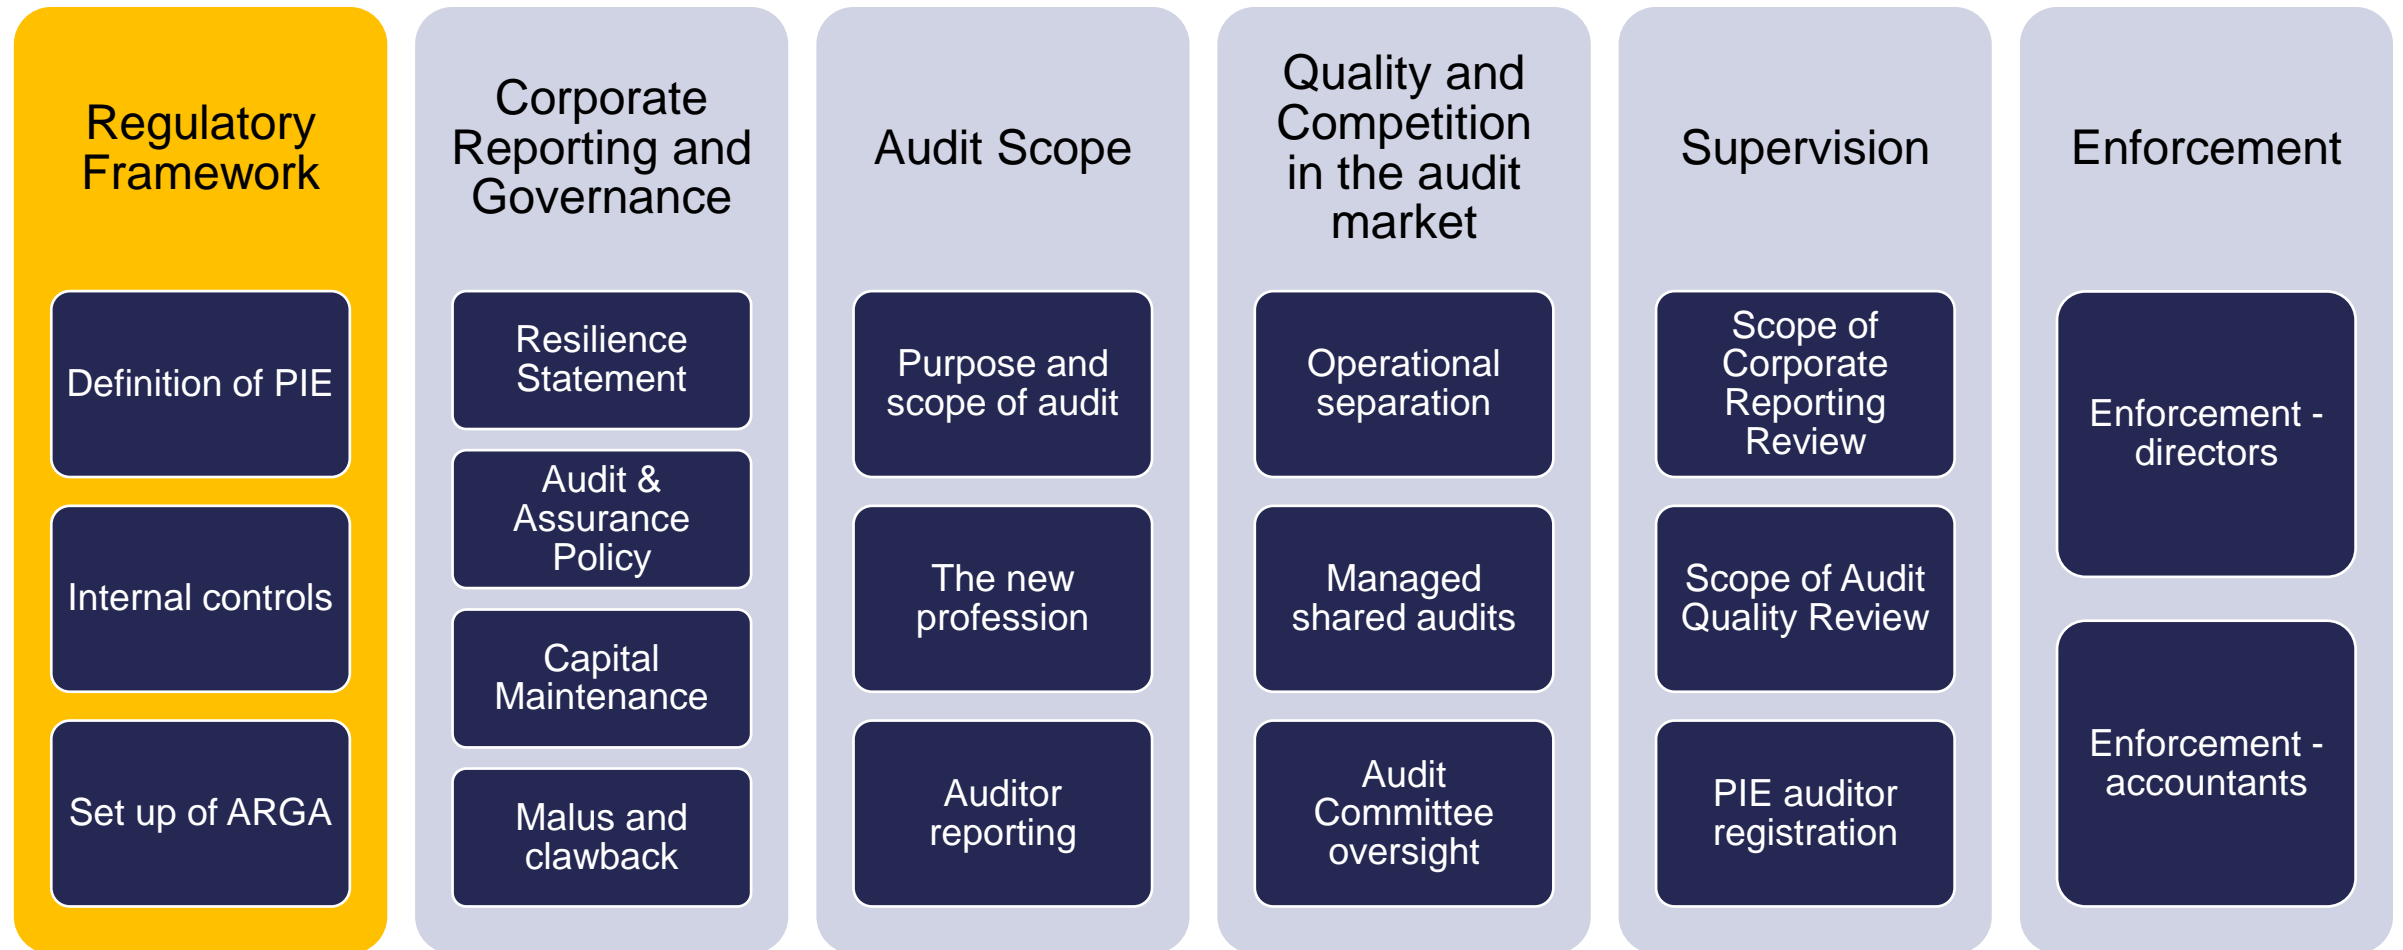 Regulatory
Framework
Definition of PIE
Internal controls
Set up of ARGA
Corporate
Reporting and
Governance
Resilience
Statement
Audit &
Assurance
Policy
Capital
Maintenance
Malus and
clawback
Audit Scope
Purpose and
scope of audit
The new
profession
Auditor
reporting
Quality and
Competition
in the audit
market
Operational
separation
Managed
shared audits
Audit
Committee
oversight
Supervision
Scope of
Corporate
Reporting
Review
Scope of Audit
Quality Review
PIE auditor
registration
Enforcement
Enforcement -
directors
Enforcement -
accountants